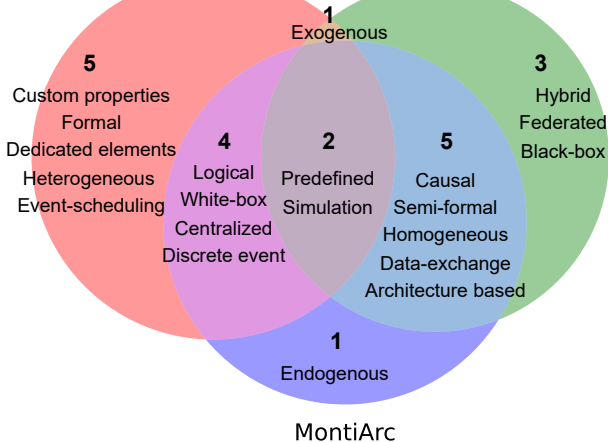 1
Exogenous
5
Custom properties
Formal
Dedicated elements
Heterogeneous
Event-scheduling
4
Logical
White-box
Centralized
Discrete event
2
Predefined
Simulation
5
Causal
Semi-formal
Homogeneous
Data-exchange
Architecture based
3
Hybrid
Federated
Black-box
1
Endogenous
MontiArc